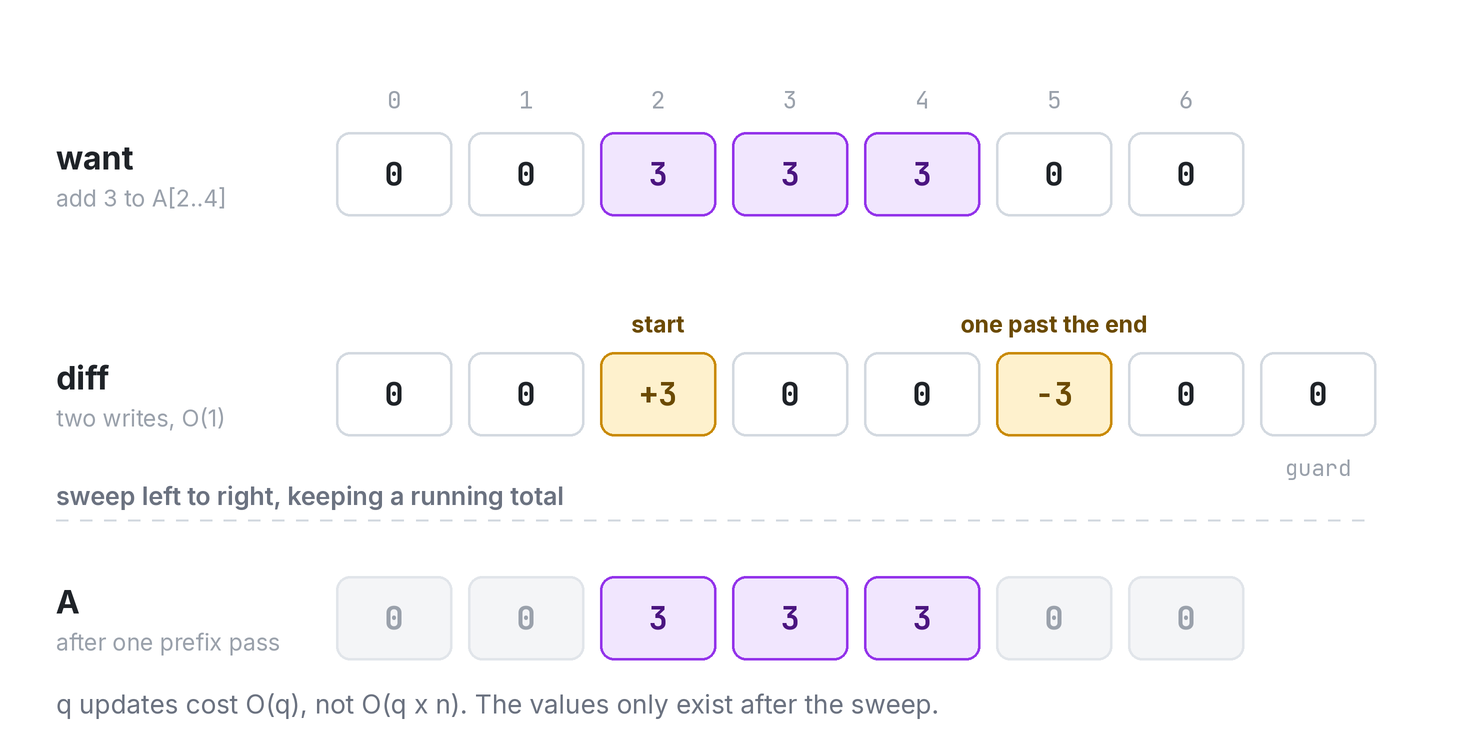 0 1 2 3 4 5 6
want 0 0 3 3 3 0 0
add 3 to A[2..4]
start one past the end
diff 0 0 +3 0 0 -3 0 0
two writes, O(1)
guard
sweep left to right, keeping a running total
A 0 0 3 3 3 0 0
after one prefix pass
q updates cost O(q), not O(q x n). The values only exist after the sweep.